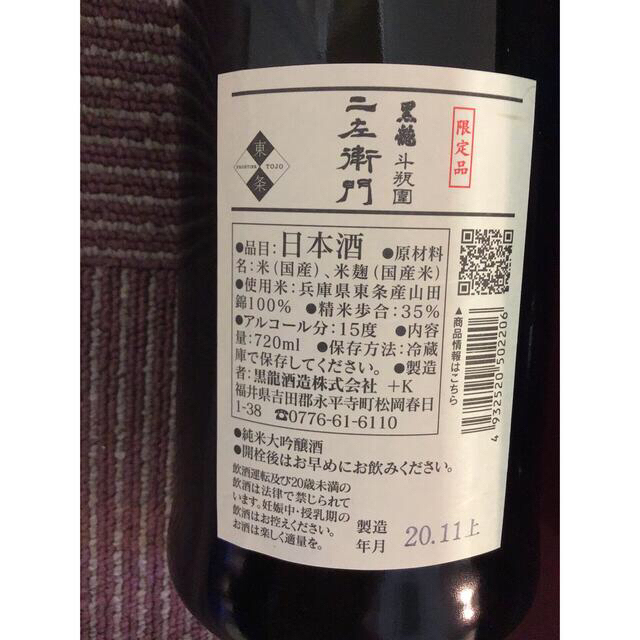 限定品
黒龍 斗瓶囲
二左衛門
東条
FRONTIER TOJO
●品目:日本酒 ●原材料
名:米(国産)、米麹(国産米)
●使用米:兵庫県東条産山田
錦100% ●精米歩合:35%
●アルコール分:15度 ●内容
量:720ml ●保存方法:冷蔵
庫で保存してください。 ●製造
者:黒龍酒造株式会社 +K
福井県吉田郡永平寺町松岡春日
1-38 ☎0776-61-6110
●純米大吟醸酒
●開栓後はお早めにお飲みください。
飲酒運転及び20歳未満の
飲酒は法律で禁じられて
います。妊娠中・授乳期の
飲酒はお控えください。
お酒は楽しく適量を。
製造
年月
20.11上
▲商品情報はこちら
4 932520 502206